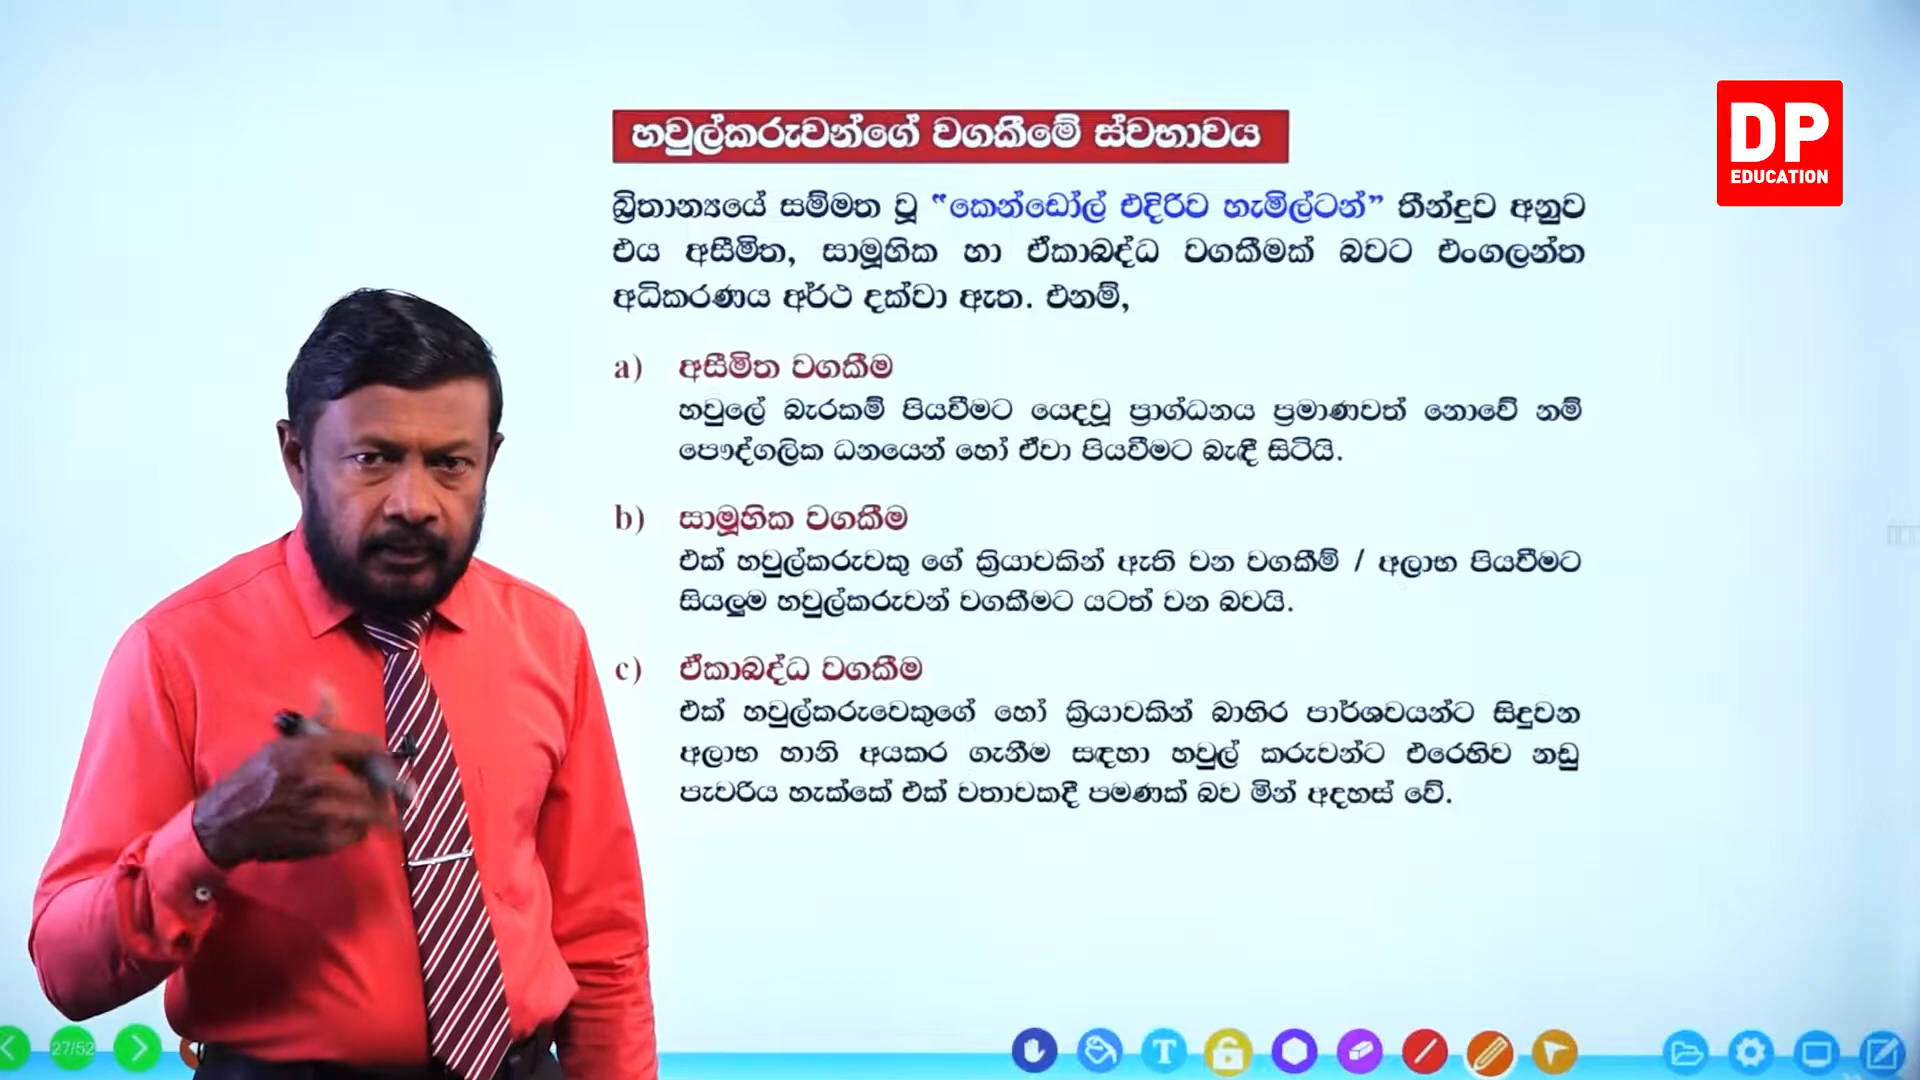 හවුල්කරුවන්ගේ වගකීමේ ස්වභාවය
DP
EDUCATION
බ්‍රිතාන්‍යයේ සම්මත වූ “කෙන්ඩෝල් එදිරිව හැමිල්ටන්” තීන්දුව අනුව
එය අසීමිත, සාමූහික හා ඒකාබද්ධ වගකීමක් බවට එංගලන්ත
අධිකරණය අර්ථ දක්වා ඇත. එනම්,
a) අසීමිත වගකීම
හවුලේ බැරකම් පියවීමට යෙදවූ ප්‍රාග්ධනය ප්‍රමාණවත් නොවේ නම්
පෞද්ගලික ධනයෙන් හෝ ඒවා පියවීමට බැඳී සිටියි.
b) සාමූහික වගකීම
එක් හවුල්කරුවකු ගේ ක්‍රියාවකින් ඇති වන වගකීම් / අලාභ පියවීමට
සියලුම හවුල්කරුවන් වගකීමට යටත් වන බවයි.
c) ඒකාබද්ධ වගකීම
එක් හවුල්කරුවෙකුගේ හෝ ක්‍රියාවකින් බාහිර පාර්ශවයන්ට සිදුවන
අලාභ හානි අයකර ගැනීම සඳහා හවුල් කරුවන්ට එරෙහිව නඩු
පැවරිය හැක්කේ එක් වතාවකදී පමණක් බව මින් අදහස් වේ.
27/52
T